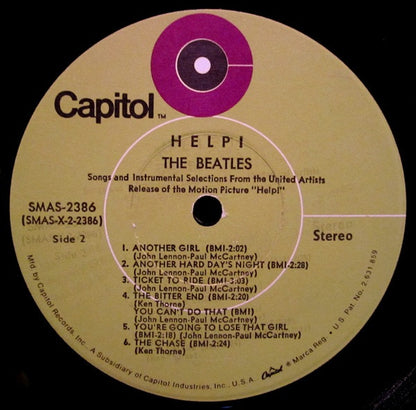 Capitol TM
HELP!
THE BEATLES
Songs and Instrumental Selections From the United Artists
Release of the Motion Picture "Help!"
SMAS-2386
(SMAS-X-2-2386)
Side 2
Stereo
1. ANOTHER GIRL (BMI-2:02)
(John Lennon-Paul McCartney)
2. ANOTHER HARD DAY'S NIGHT (BMI-2:28)
(John Lennon-Paul McCartney)
3. TICKET TO RIDE (BMI-3:03)
(John Lennon-Paul McCartney)
4. THE BITTER END (BMI-2:20)
(Ken Thorne)
YOU CAN'T DO THAT (BMI)
(John Lennon-Paul McCartney)
5. YOU'RE GOING TO LOSE THAT GIRL
(BMI-2:18) (John Lennon-Paul McCartney)
6. THE CHASE (BMI-2:24)
(Ken Thorne)
Mfd. by Capitol Records, Inc., A Subsidiary of Capitol Industries, Inc., U.S.A. Capitol ® Marca Reg. • U.S. Pat. No. 2,631,859